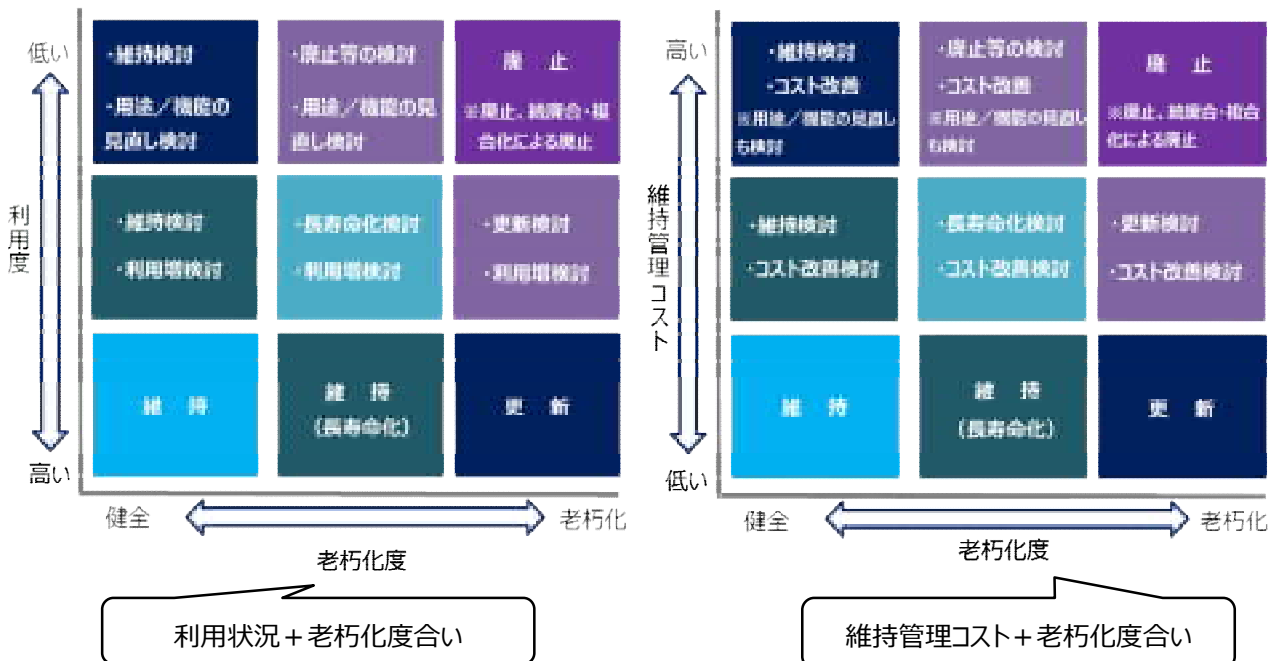 低い
利用度
高い
・維持検討
・用途／機能の
見直し検討
・廃止等の検討
・用途／機能の見
直し検討
廃 止
※廃止、統廃合・複
合化による廃止
・維持検討
・利用増検討
・長寿命化検討
・利用増検討
・更新検討
・利用増検討
維 持
維 持
（長寿命化）
更 新
健全
老朽化
老朽化度
利用状況＋老朽化度合い
高い
維持管理コスト
低い
・維持検討
・コスト改善
※用途／機能の見直し
も検討
・廃止等の検討
・コスト改善
※用途／機能の見直し
も検討
廃 止
※廃止、統廃合・複合
化による廃止
・維持検討
・コスト改善検討
・長寿命化検討
・コスト改善検討
・更新検討
・コスト改善検討
維 持
維 持
（長寿命化）
更 新
健全
老朽化
老朽化度
維持管理コスト＋老朽化度合い